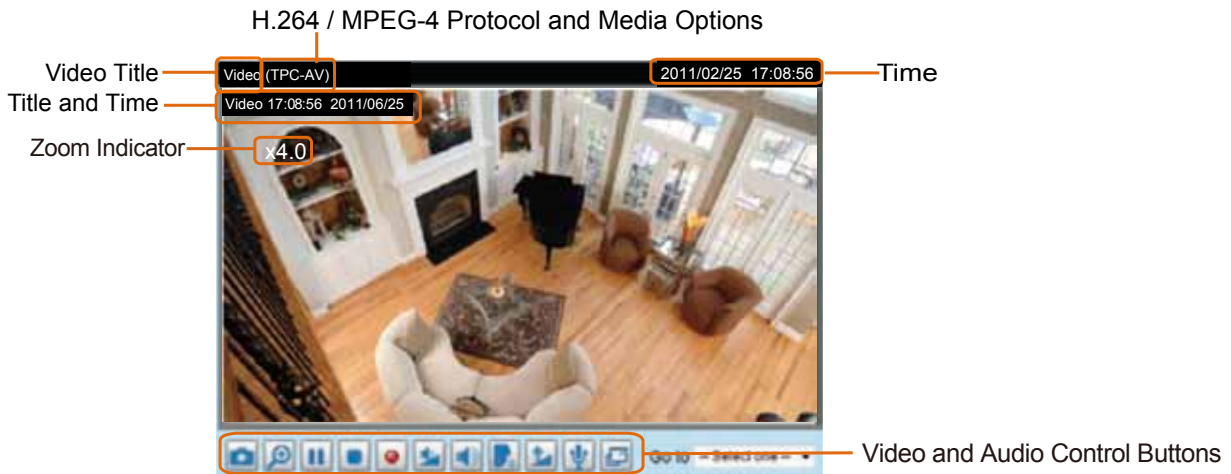 H.264 / MPEG-4 Protocol and Media Options
Video Title
Video (TPC-AV)
2011/02/25 17:08:56
Time
Title and Time
Video 17:08:56 2011/06/25
Zoom Indicator
x4.0
Go to -- Select one --
Video and Audio Control Buttons